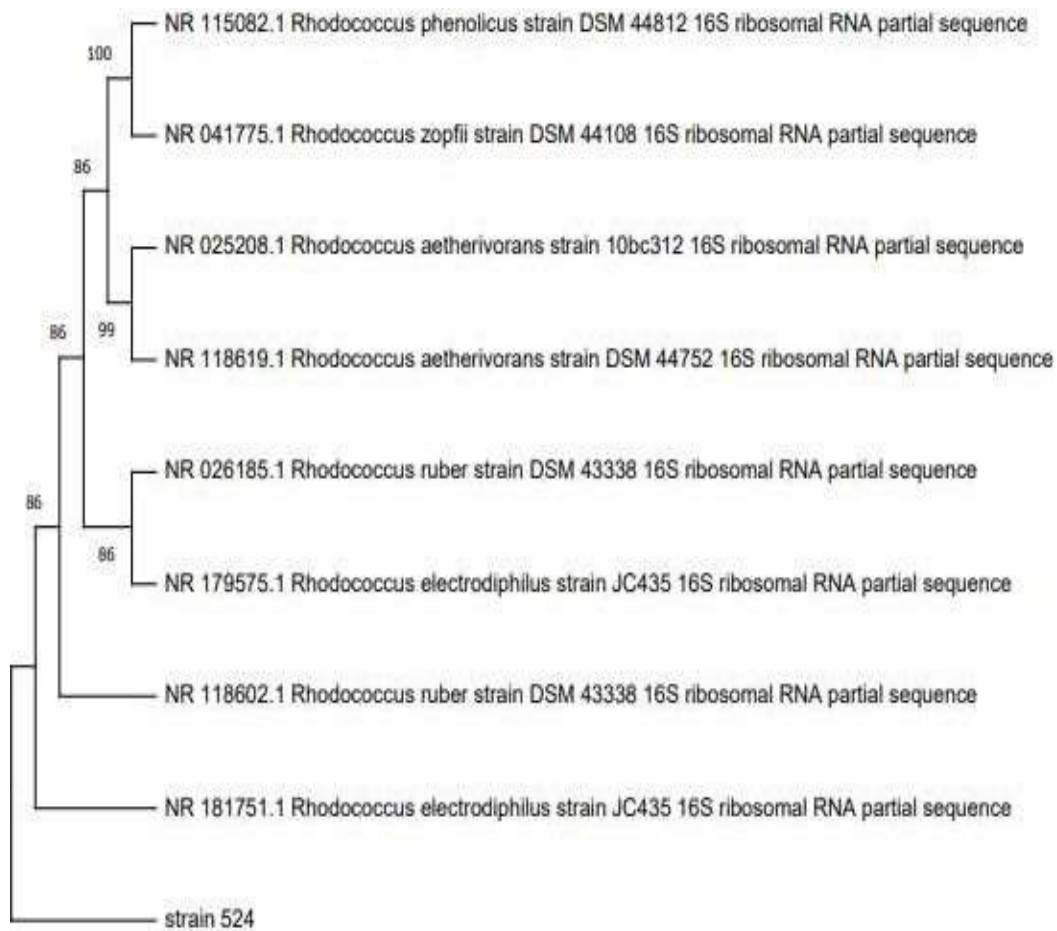 NR 115082.1 Rhodococcus phenolicus strain DSM 44812 16S ribosomal RNA partial sequence
100
NR 041775.1 Rhodococcus zopfii strain DSM 44108 16S ribosomal RNA partial sequence
86
NR 025208.1 Rhodococcus aetherivorans strain 10bc312 16S ribosomal RNA partial sequence
86
99
NR 118619.1 Rhodococcus aetherivorans strain DSM 44752 16S ribosomal RNA partial sequence
NR 026185.1 Rhodococcus ruber strain DSM 43338 16S ribosomal RNA partial sequence
86
86
NR 179575.1 Rhodococcus electrodiphilus strain JC435 16S ribosomal RNA partial sequence
NR 118602.1 Rhodococcus ruber strain DSM 43338 16S ribosomal RNA partial sequence
NR 181751.1 Rhodococcus electrodiphilus strain JC435 16S ribosomal RNA partial sequence
strain 524